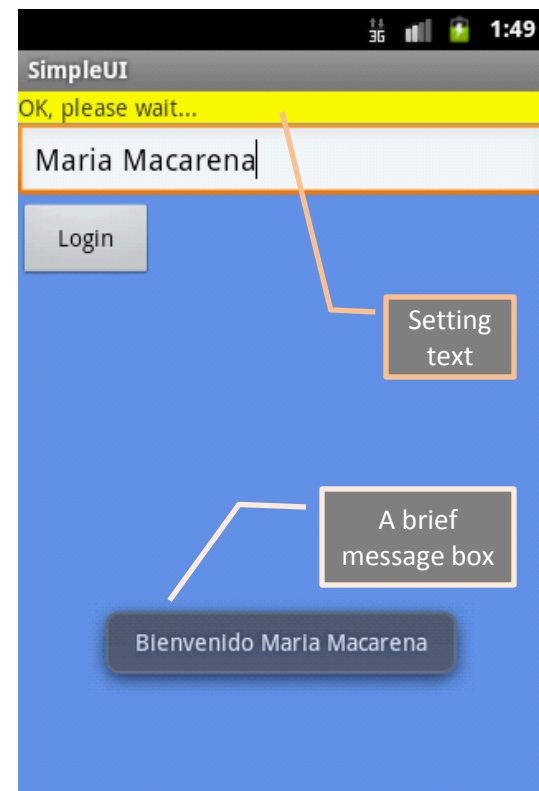 3G 1:49
SimpleUI
OK, please wait...
Maria Macarena
Login
Setting
text
A brief
message box
Bienvenido Maria Macarena